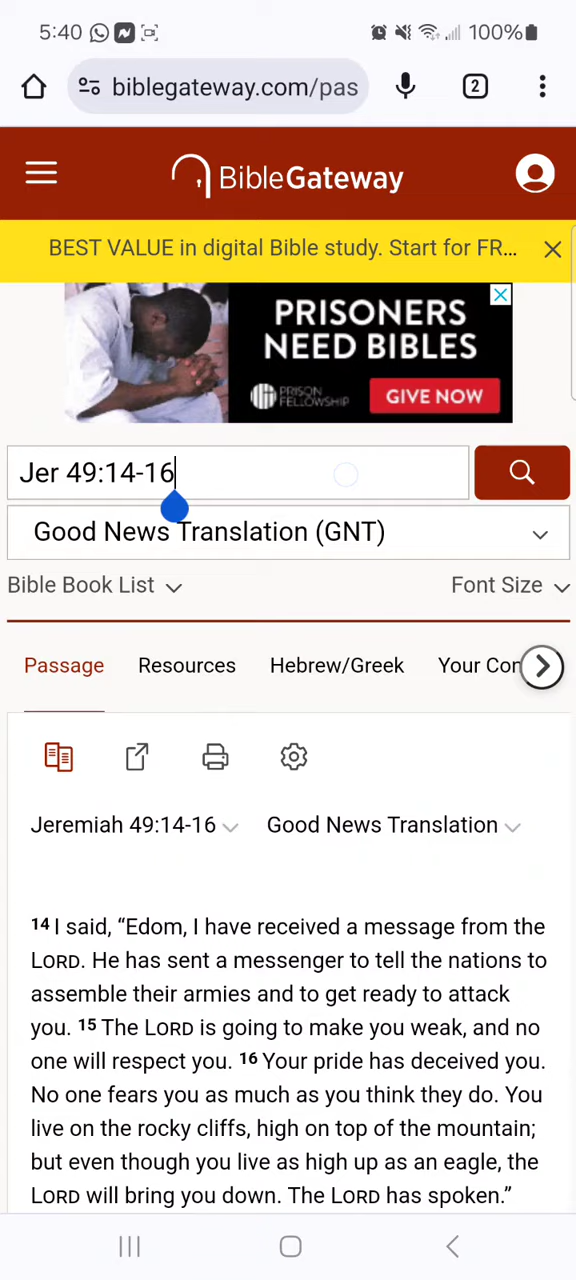 5:40
100%
biblegateway.com/pas
2
BibleGateway
BEST VALUE in digital Bible study. Start for FR...
PRISONERS
NEED BIBLES
PRISON
FELLOWSHIP
GIVE NOW
Jer 49:14-16
Good News Translation (GNT)
Bible Book List
Font Size
Passage Resources Hebrew/Greek Your Con
Jeremiah 49:14-16 Good News Translation
14 I said, “Edom, I have received a message from the
LORD. He has sent a messenger to tell the nations to
assemble their armies and to get ready to attack
you. 15 The LORD is going to make you weak, and no
one will respect you. 16 Your pride has deceived you.
No one fears you as much as you think they do. You
live on the rocky cliffs, high on top of the mountain;
but even though you live as high up as an eagle, the
LORD will bring you down. The LORD has spoken.”